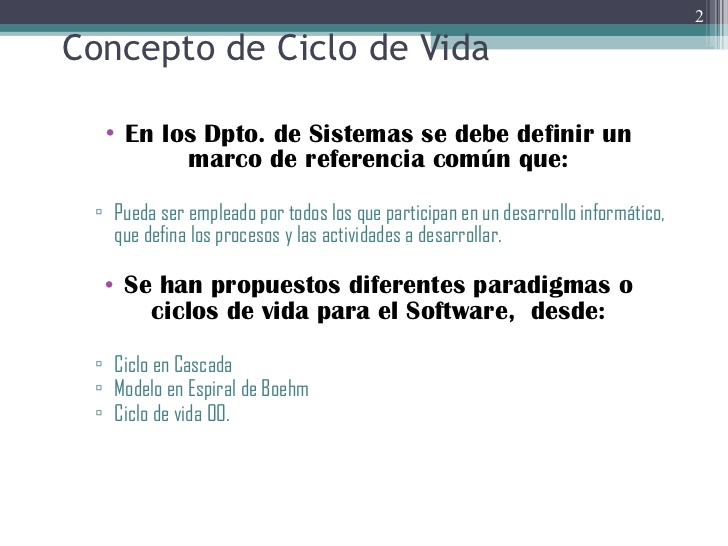 2
Concepto de Ciclo de Vida
• En los Dpto. de Sistemas se debe definir un
marco de referencia común que:
▫ Pueda ser empleado por todos los que participan en un desarrollo informático,
que defina los procesos y las actividades a desarrollar.
• Se han propuestos diferentes paradigmas o
ciclos de vida para el Software, desde:
▫ Ciclo en Cascada
▫ Modelo en Espiral de Boehm
▫ Ciclo de vida OO.